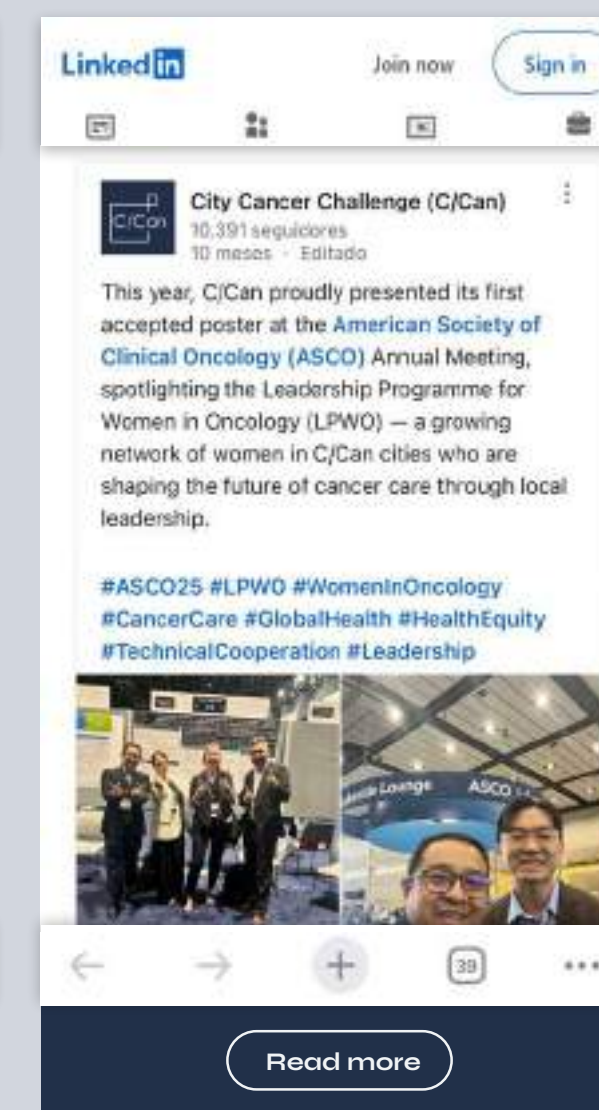 Linked in
Join now
Sign in
C/Can
City Cancer Challenge (C/Can)
10,391 seguidores
10 meses · Editado
This year, C/Can proudly presented its first
accepted poster at the American Society of
Clinical Oncology (ASCO) Annual Meeting,
spotlighting the Leadership Programme for
Women in Oncology (LPWO) — a growing
network of women in C/Can cities who are
shaping the future of cancer care through local
leadership.
#ASCO25 #LPWO #WomenInOncology
#CancerCare #GlobalHealth #HealthEquity
#TechnicalCooperation #Leadership
Lounge
ASCO
39
Read more